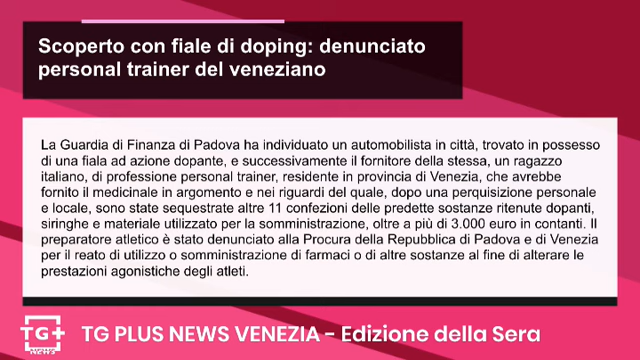 Scoperto con fiale di doping: denunciato
personal trainer del veneziano
La Guardia di Finanza di Padova ha individuato un automobilista in città, trovato in possesso
di una fiala ad azione dopante, e successivamente il fornitore della stessa, un ragazzo
italiano, di professione personal trainer, residente in provincia di Venezia, che avrebbe
fornito il medicinale in argomento e nei riguardi del quale, dopo una perquisizione personale
e locale, sono state sequestrate altre 11 confezioni delle predette sostanze ritenute dopanti,
siringhe e materiale utilizzato per la somministrazione, oltre a più di 3.000 euro in contanti. Il
preparatore atletico è stato denunciato alla Procura della Repubblica di Padova e di Venezia
per il reato di utilizzo o somministrazione di farmaci o di altre sostanze al fine di alterare le
prestazioni agonistiche degli atleti.
TG+
NEWS
TG PLUS NEWS VENEZIA - Edizione della Sera